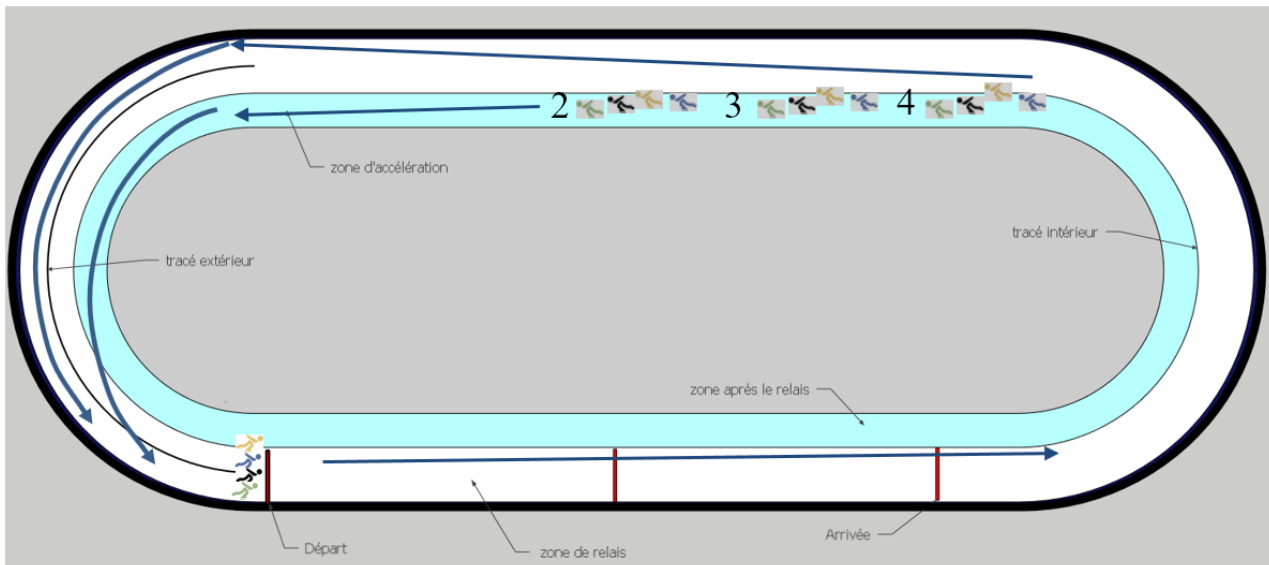 2
3
4
zone d'accélération
tracé intérieur
tracé extérieur
zone après le relais
Départ
zone de relais
Arrivée